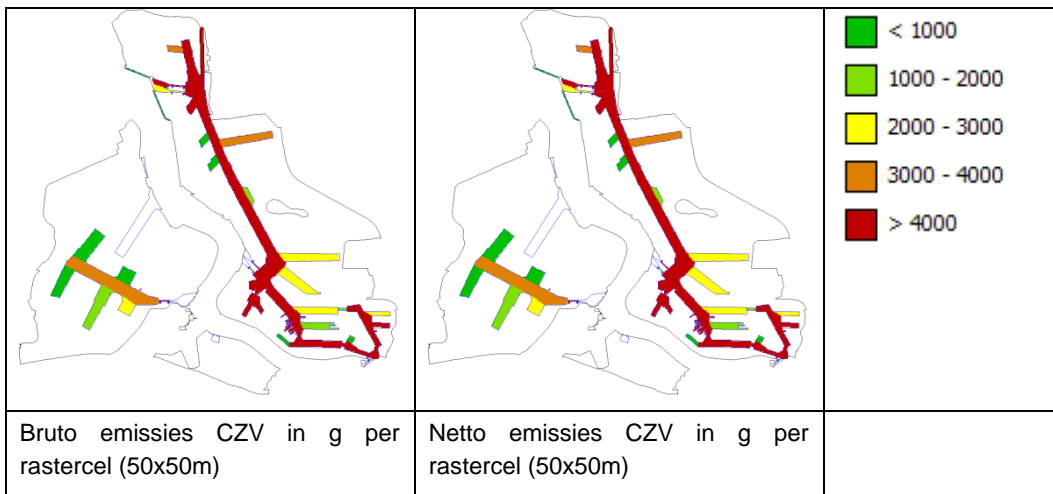 < 1000
1000 - 2000
2000 - 3000
3000 - 4000
> 4000
Bruto emissies CZV in g per
rastercel (50x50m)
Netto emissies CZV in g per
rastercel (50x50m)